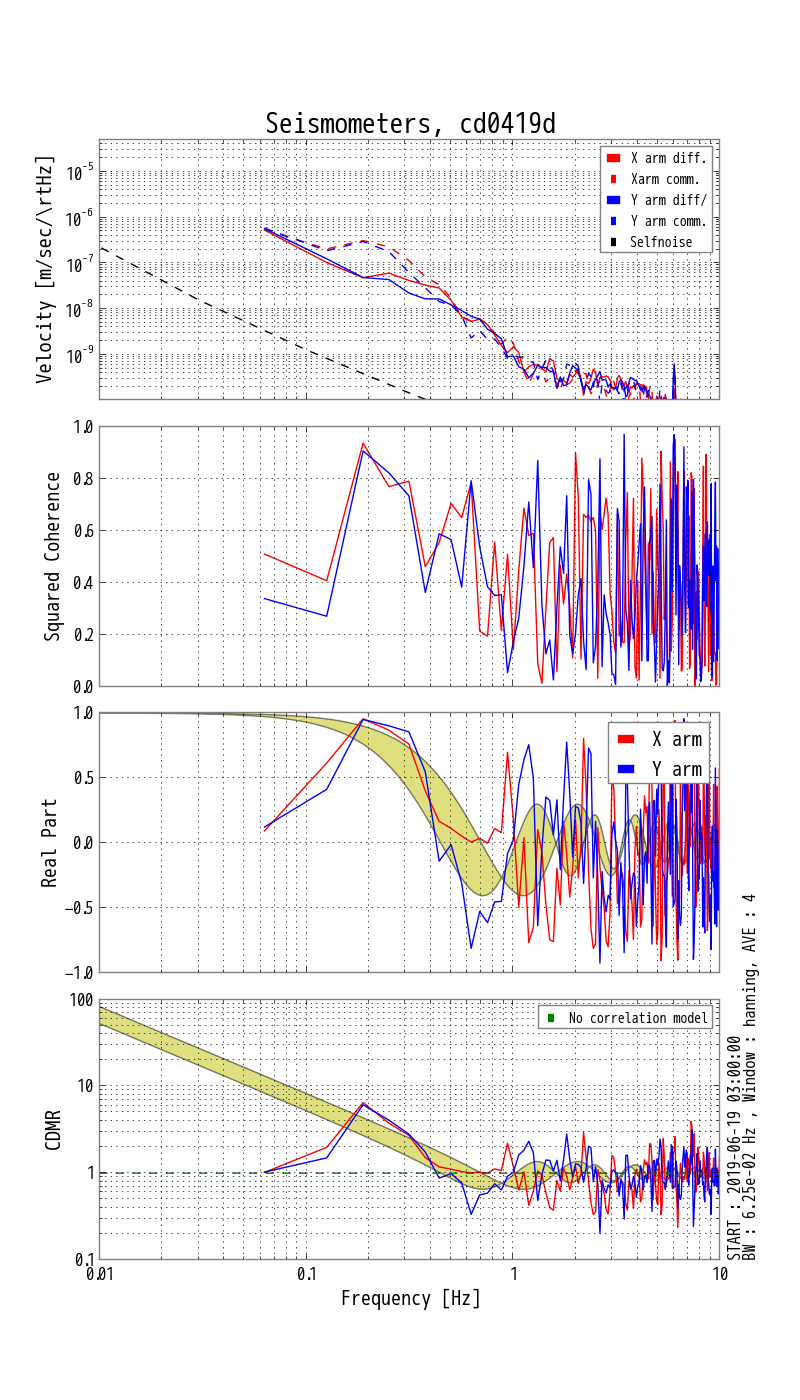 Seismometers, cd0419d
Velocity [m/sec/\rtHz]
10^-5
10^-6
10^-7
10^-8
10^-9
X arm diff.
Xarm comm.
Y arm diff/
Y arm comm.
Selfnoise
Squared Coherence
1.0
0.8
0.6
0.4
0.2
0.0
Real Part
1.0
0.5
0.0
−0.5
−1.0
X arm
Y arm
CDMR
100
10
1
0.1
No correlation model
0.01
0.1
1
10
Frequency [Hz]
START : 2019-06-19 03:00:00
BW : 6.25e-02 Hz , Window : hanning, AVE : 4